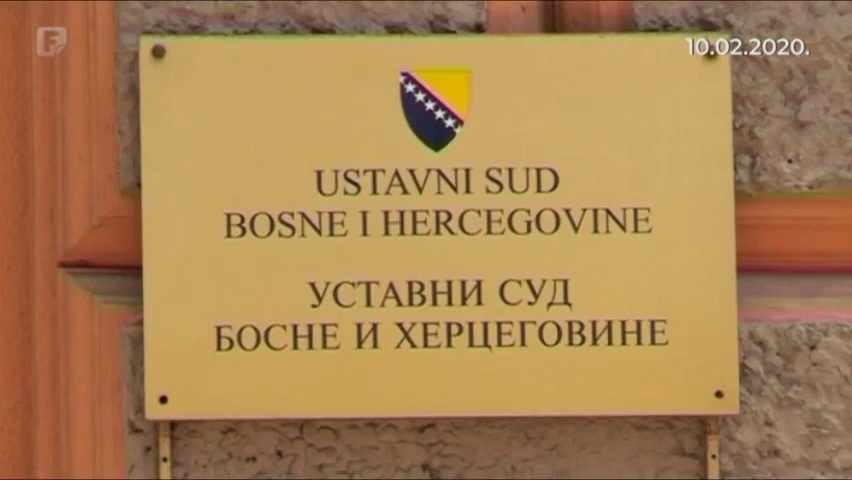 10.02.2020.
USTAVNI SUD
BOSNE I HERCEGOVINE
УСТАВНИ СУД
БОСНЕ И ХЕРЦЕГОВИНЕ